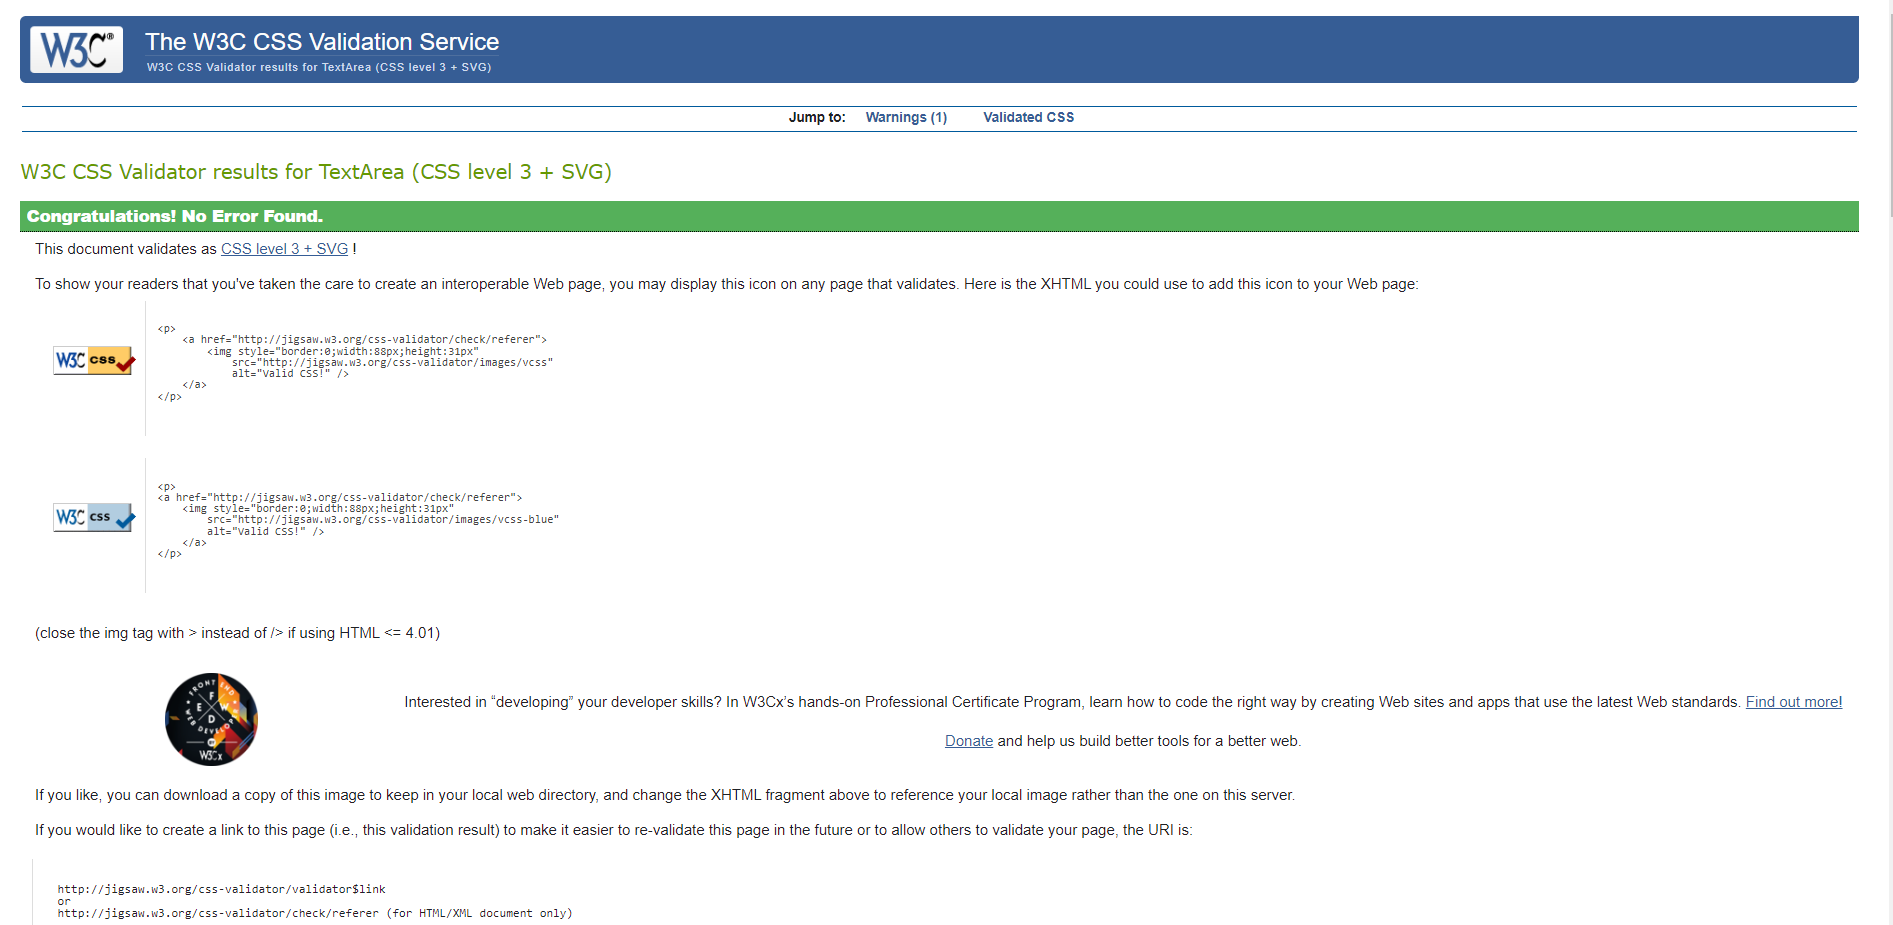 W3C®
The W3C CSS Validation Service
W3C CSS Validator results for TextArea (CSS level 3 + SVG)
Jump to: Warnings (1) Validated CSS
W3C CSS Validator results for TextArea (CSS level 3 + SVG)
Congratulations! No Error Found.
This document validates as CSS level 3 + SVG !
To show your readers that you've taken the care to create an interoperable Web page, you may display this icon on any page that validates. Here is the XHTML you could use to add this icon to your Web page:
W3C css
<p>
<a href="http://jigsaw.w3.org/css-validator/check/referer">
<img style="border:0;width:88px;height:31px"
src="http://jigsaw.w3.org/css-validator/images/vcss"
alt="Valid CSS!" />
</a>
</p>
W3C css
<p>
<a href="http://jigsaw.w3.org/css-validator/check/referer">
<img style="border:0;width:88px;height:31px"
src="http://jigsaw.w3.org/css-validator/images/vcss-blue"
alt="Valid CSS!" />
</a>
</p>
(close the img tag with > instead of /> if using HTML <= 4.01)
FRONT END
F
E W
D
WEB DEVELOPER
W3Cx
Interested in “developing” your developer skills? In W3Cx’s hands-on Professional Certificate Program, learn how to code the right way by creating Web sites and apps that use the latest Web standards. Find out more!
Donate and help us build better tools for a better web.
If you like, you can download a copy of this image to keep in your local web directory, and change the XHTML fragment above to reference your local image rather than the one on this server.
If you would like to create a link to this page (i.e., this validation result) to make it easier to re-validate this page in the future or to allow others to validate your page, the URI is:
http://jigsaw.w3.org/css-validator/validator$link
or
http://jigsaw.w3.org/css-validator/check/referer (for HTML/XML document only)